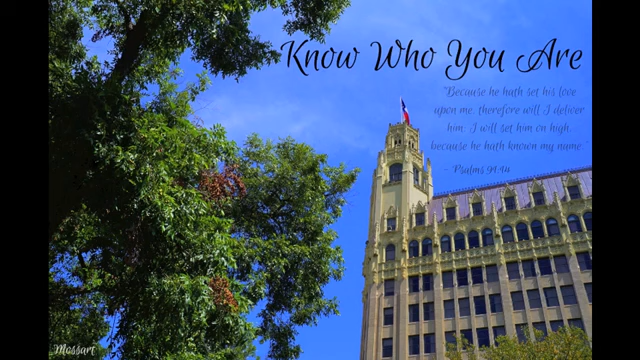 Know Who You Are
"Because he hath set his love
upon me, therefore will I deliver
him: I will set him on high,
because he hath known my name."
- Psalms 91:14
Mossart